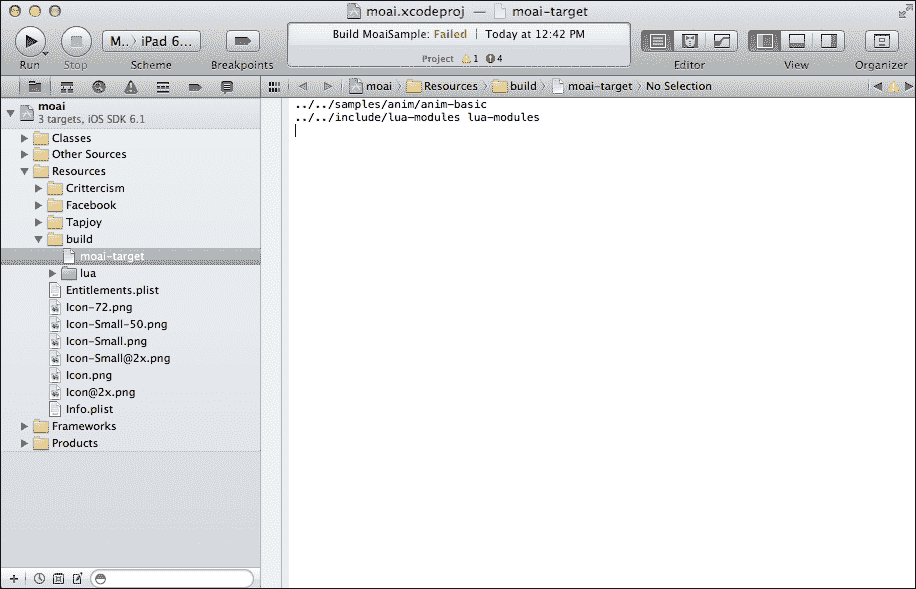 moai.xcodeproj — moai-target
Run
Stop
M.. › iPad 6...
Scheme
Breakpoints
Build MoaiSample: Failed | Today at 12:42 PM
Project 1 4
Editor
View
Organizer
moai › Resources › build › moai-target › No Selection
moai
3 targets, iOS SDK 6.1
Classes
Other Sources
Resources
Crittercism
Facebook
Tapjoy
build
moai-target
lua
Entitlements.plist
Icon-72.png
Icon-Small-50.png
Icon-Small.png
Icon-Small@2x.png
Icon.png
Icon@2x.png
Info.plist
Frameworks
Products
../../samples/anim/anim-basic
../../include/lua-modules lua-modules